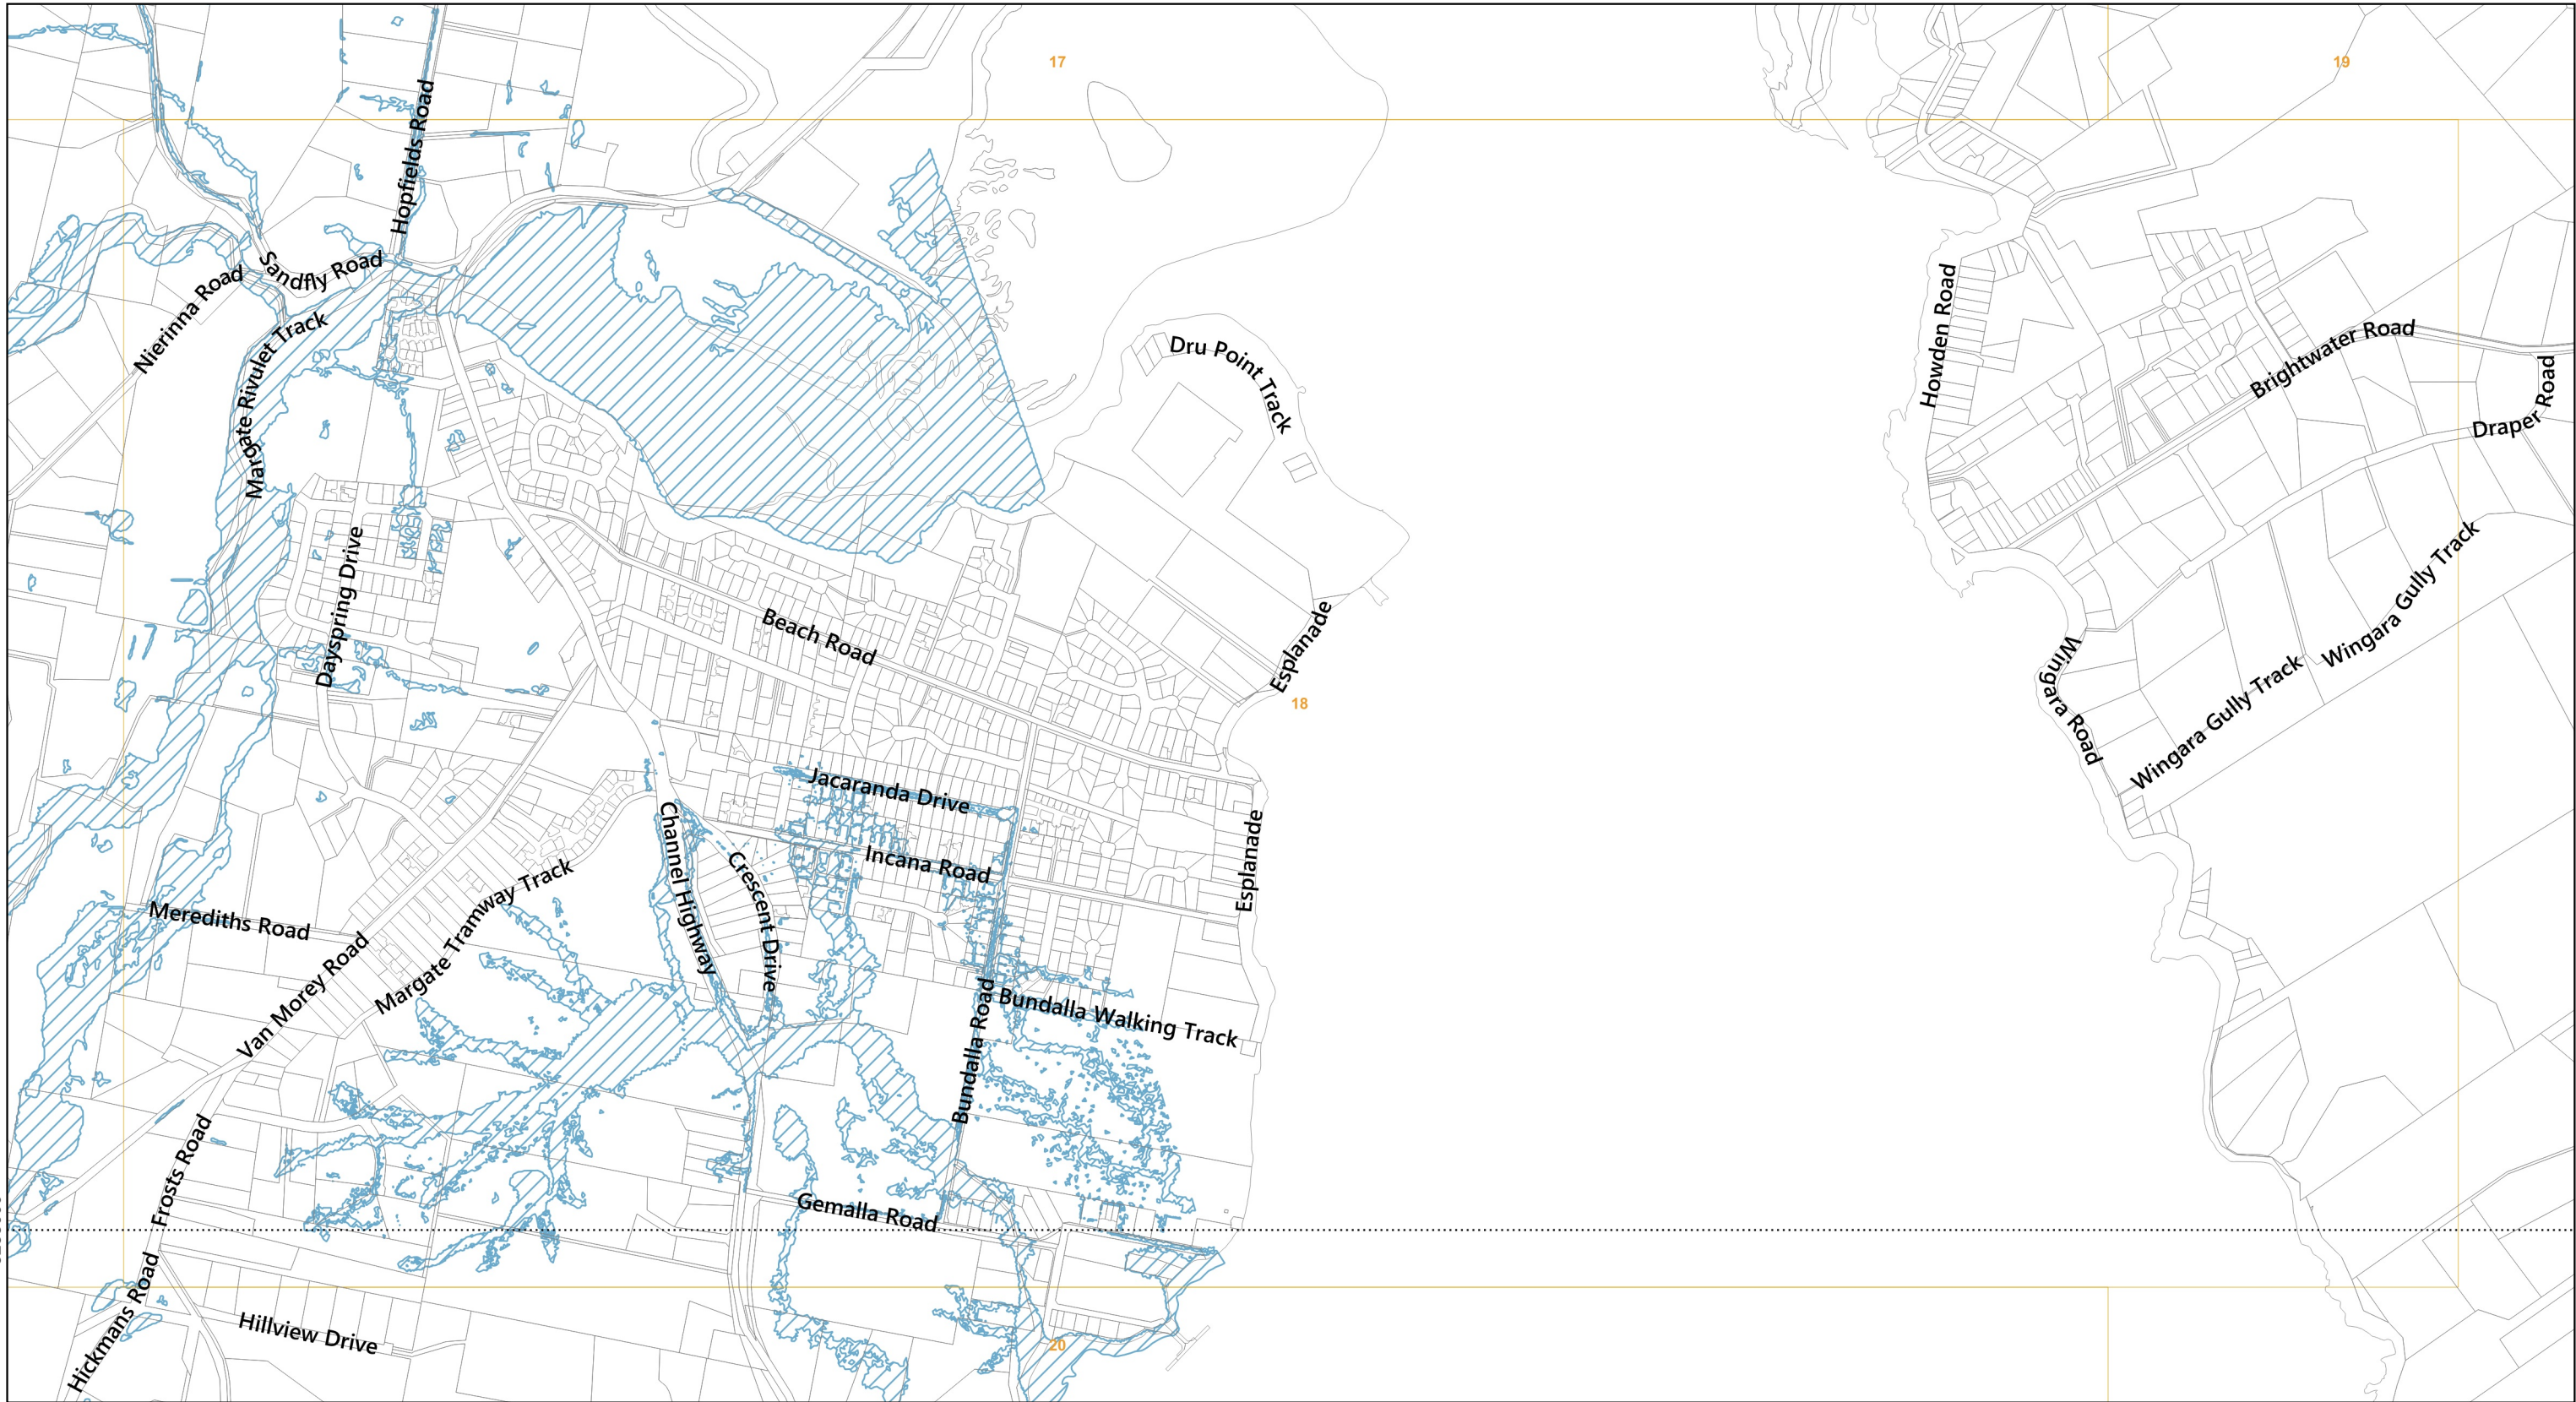 17
19
Hopfields Road
Sandfly Road
Nierinna Road
Margate Rivulet Track
Dru Point Track
Howden Road
Brightwater Road
Draper Road
Dayspring Drive
Beach Road
Esplanade
Wingara Gully Track
Wingara Road
Wingara Gully Track
18
Jacaranda Drive
Incana Road
Channel Highway
Crescent Drive
Esplanade
Merediths Road
Margate Tramway Track
Van Morey Road
Bundalla Walking Track
Bundalla Road
Frosts Road
Gemalla Road
Hickmans Road
Hillview Drive
20